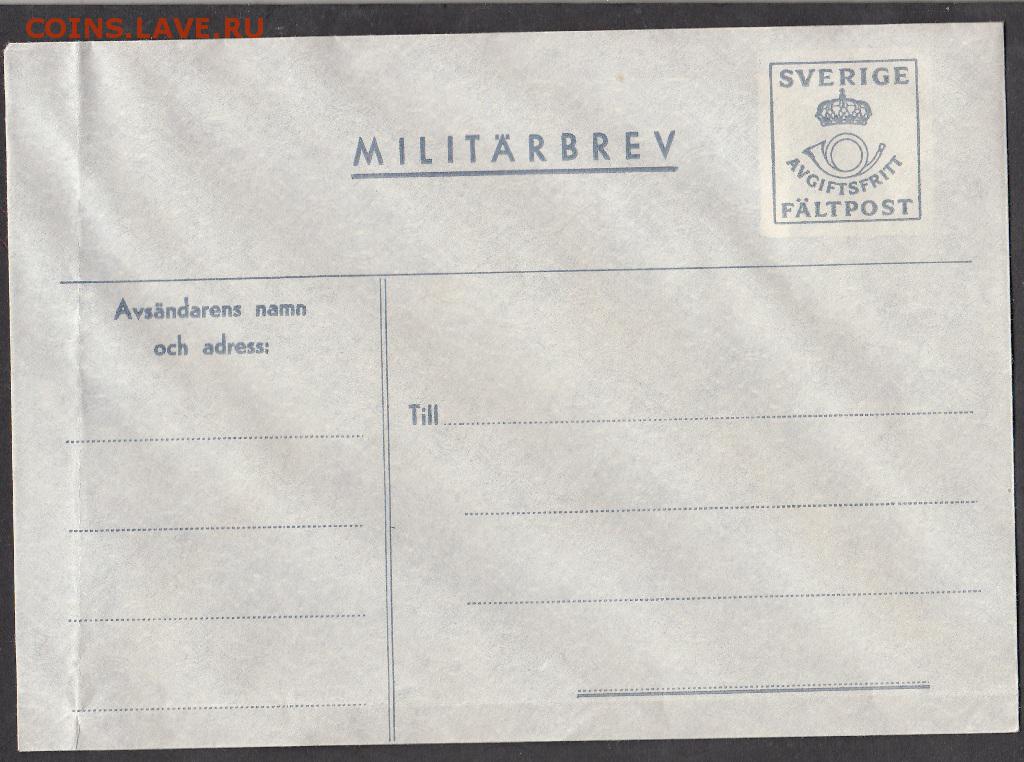 COINS.LAVE.RU
SVERIGE
AVGIFTSFRITT
FÄLTPOST
MILITÄRBREV
Avsändarens namn
och adress:
Till